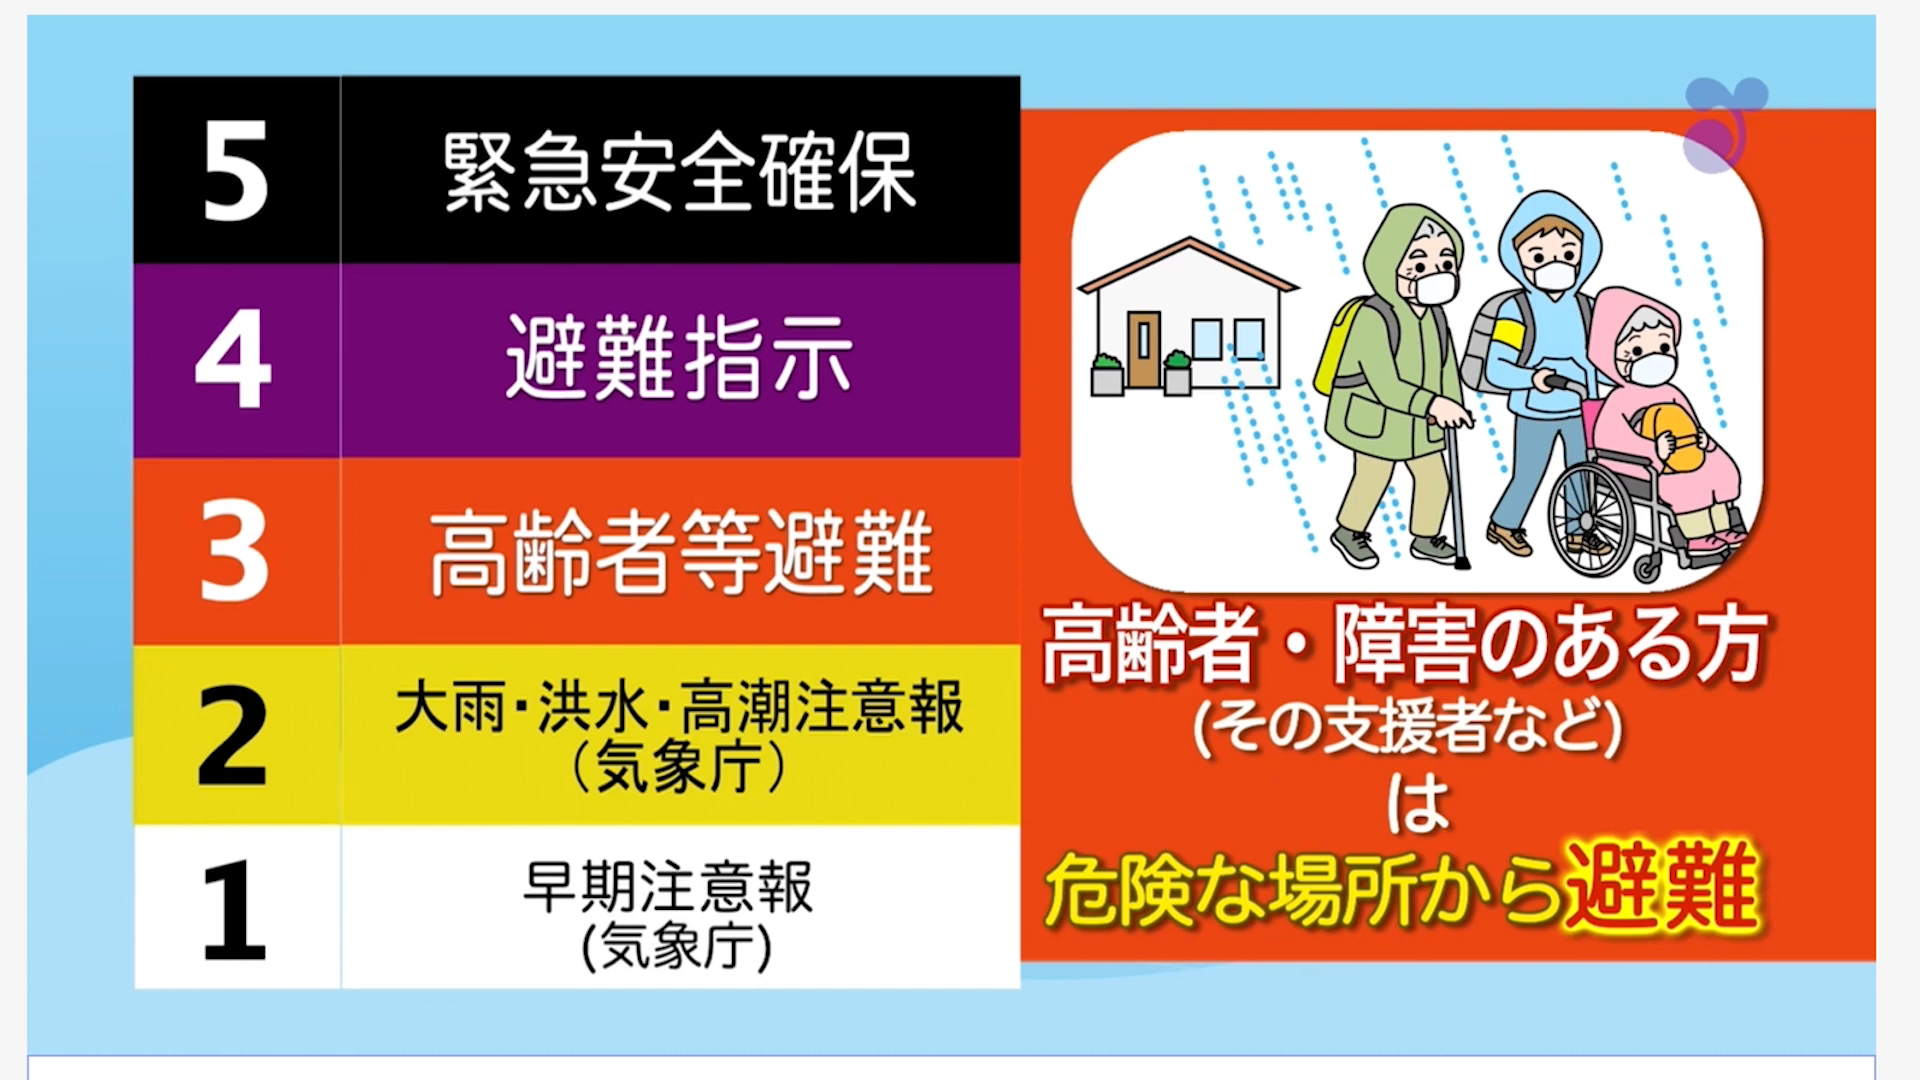 5 緊急安全確保
4 避難指示
3 高齢者等避難
2 大雨・洪水・高潮注意報
(気象庁)
1 早期注意報
(気象庁)
高齢者・障害のある方
(その支援者など)
は
危険な場所から避難